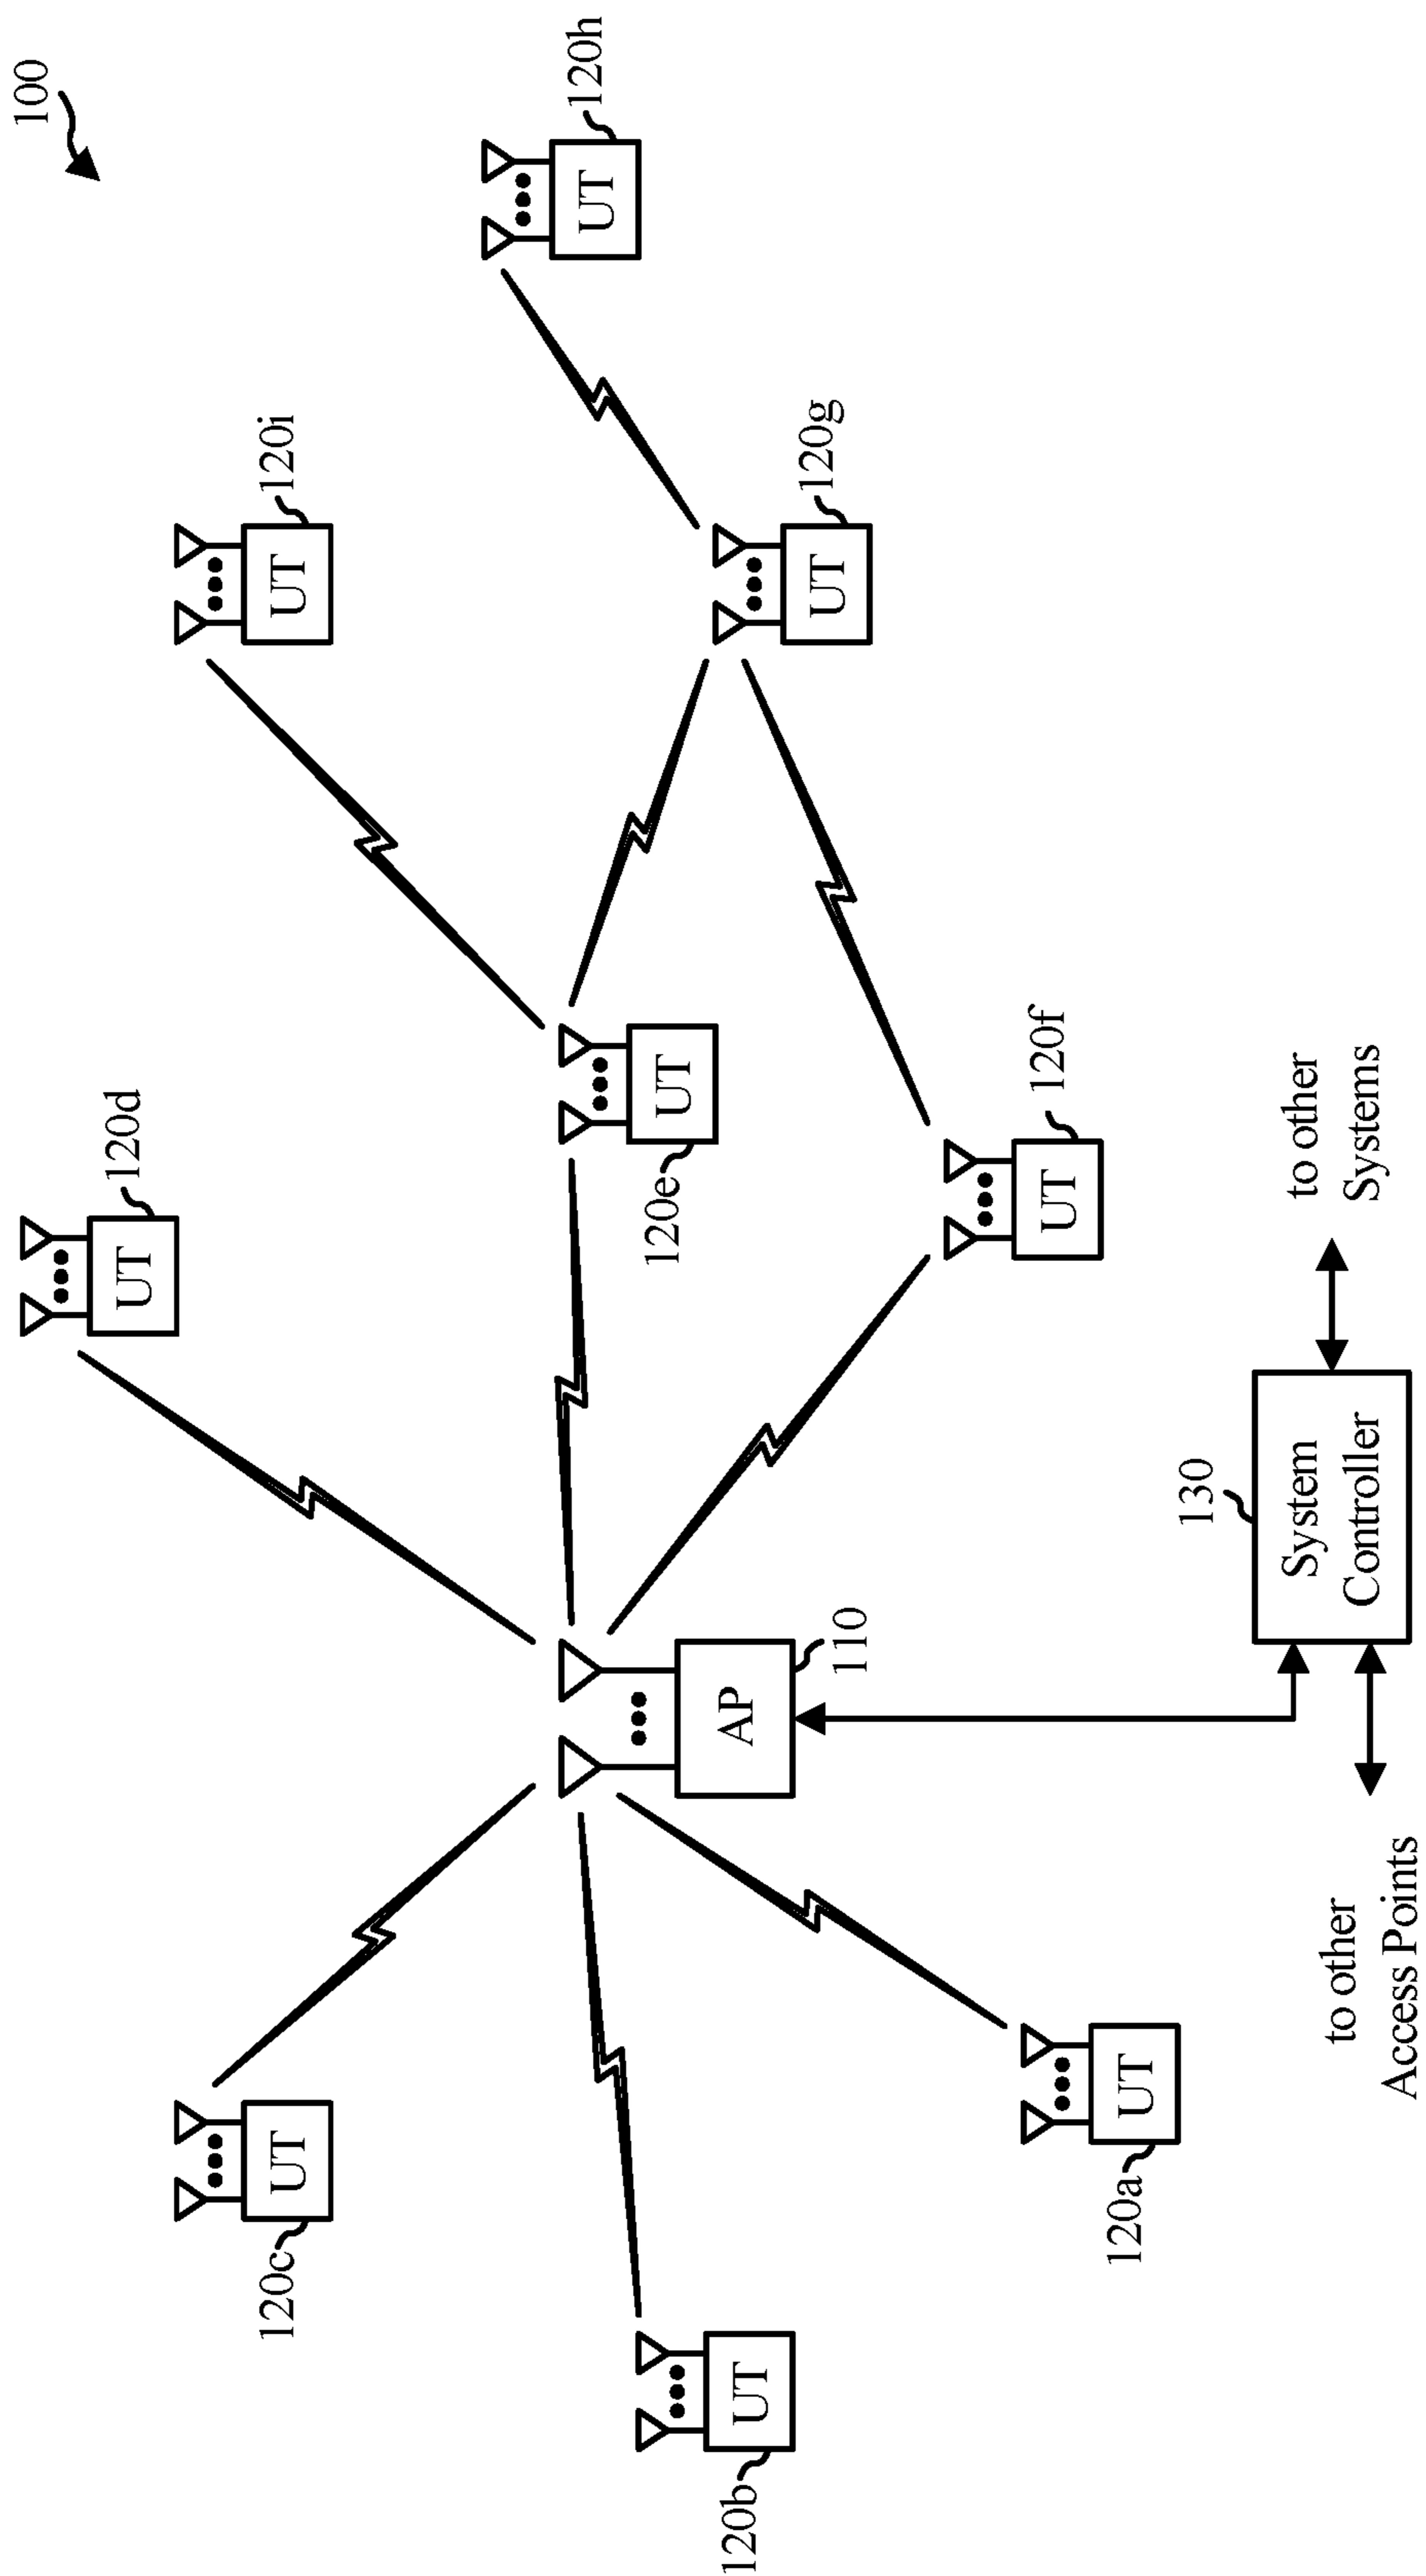 100
120d
UT
120i
UT
120c
UT
120h
UT
120e
UT
120b
UT
AP
110
120g
UT
120f
UT
120a
UT
130
System
Controller
to other
Systems
to other
Access Points